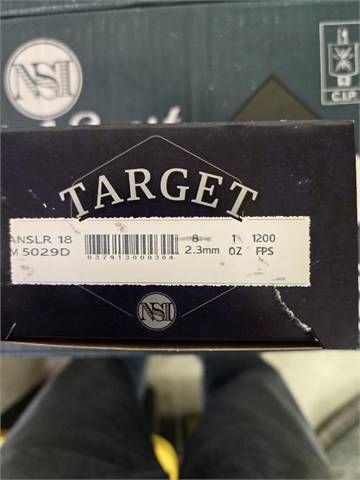 NSI
C.I.P
TARGET
ANSLR 18 8 1 1200
M 5029D 2.3mm OZ FPS
837913000304
NSI